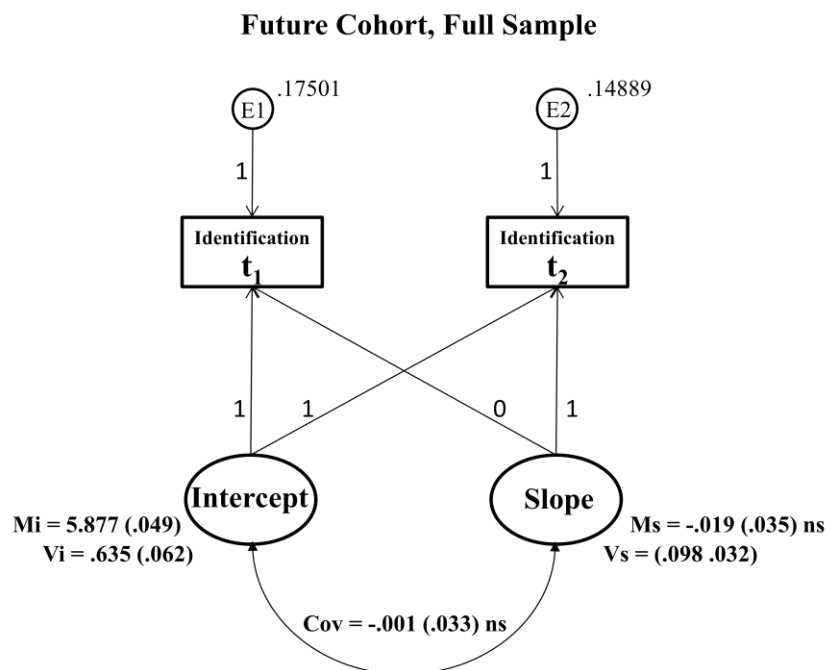 Future Cohort, Full Sample
E1 .17501
E2 .14889
1
1
Identification
t1
Identification
t2
1
1
0
1
Intercept
Slope
Mi = 5.877 (.049)
Vi = .635 (.062)
Ms = -.019 (.035) ns
Vs = (.098 .032)
Cov = -.001 (.033) ns